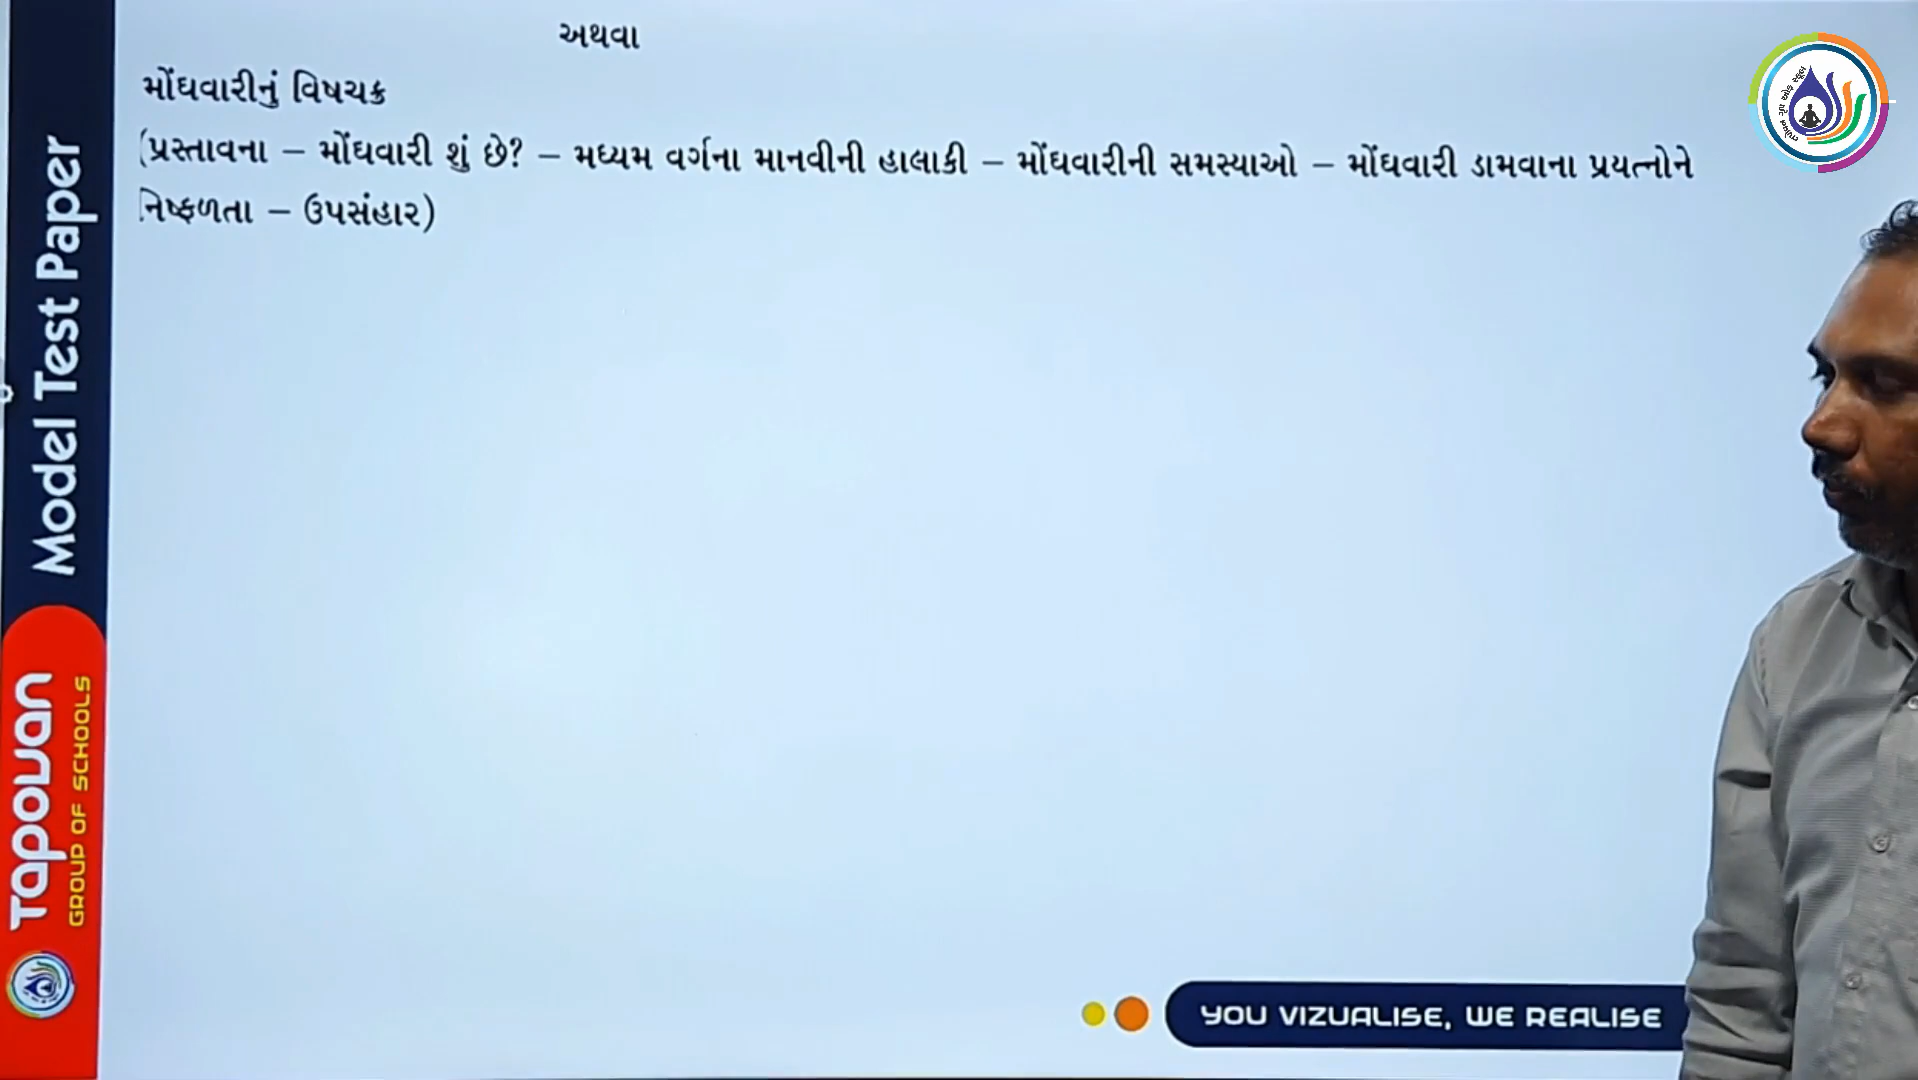 અથવા
મોંઘવારીનું વિષચક્ર
(પ્રસ્તાવના – મોંઘવારી શું છે? – મધ્યમ વર્ગના માનવીની હાલાકી – મોંઘવારીની સમસ્યાઓ – મોંઘવારી ડામવાના પ્રયત્નોને
નિષ્ફળતા – ઉપસંહાર)
Model Test Paper
Tapovan
GROUP OF SCHOOLS
YOU VIZUALISE, WE REALISE